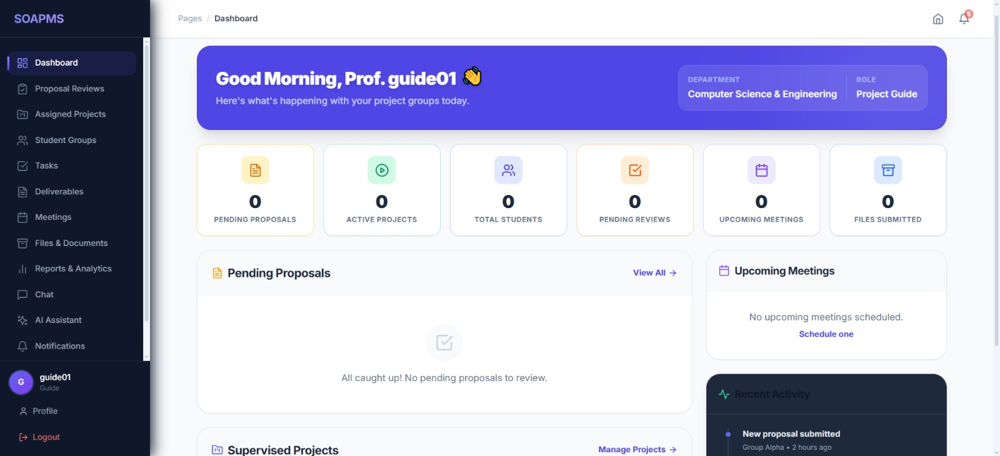 SOAPMS
Dashboard
Proposal Reviews
Assigned Projects
Student Groups
Tasks
Deliverables
Meetings
Files & Documents
Reports & Analytics
Chat
AI Assistant
Notifications
G
guide01
Guide
Profile
Logout
Pages / Dashboard
5
Good Morning, Prof. guide01 👋
Here's what's happening with your project groups today.
DEPARTMENT
Computer Science & Engineering
ROLE
Project Guide
0
PENDING PROPOSALS
0
ACTIVE PROJECTS
0
TOTAL STUDENTS
0
PENDING REVIEWS
0
UPCOMING MEETINGS
0
FILES SUBMITTED
Pending Proposals
View All →
All caught up! No pending proposals to review.
Supervised Projects
Manage Projects →
Upcoming Meetings
No upcoming meetings scheduled.
Schedule one
Recent Activity
New proposal submitted
Group Alpha • 2 hours ago